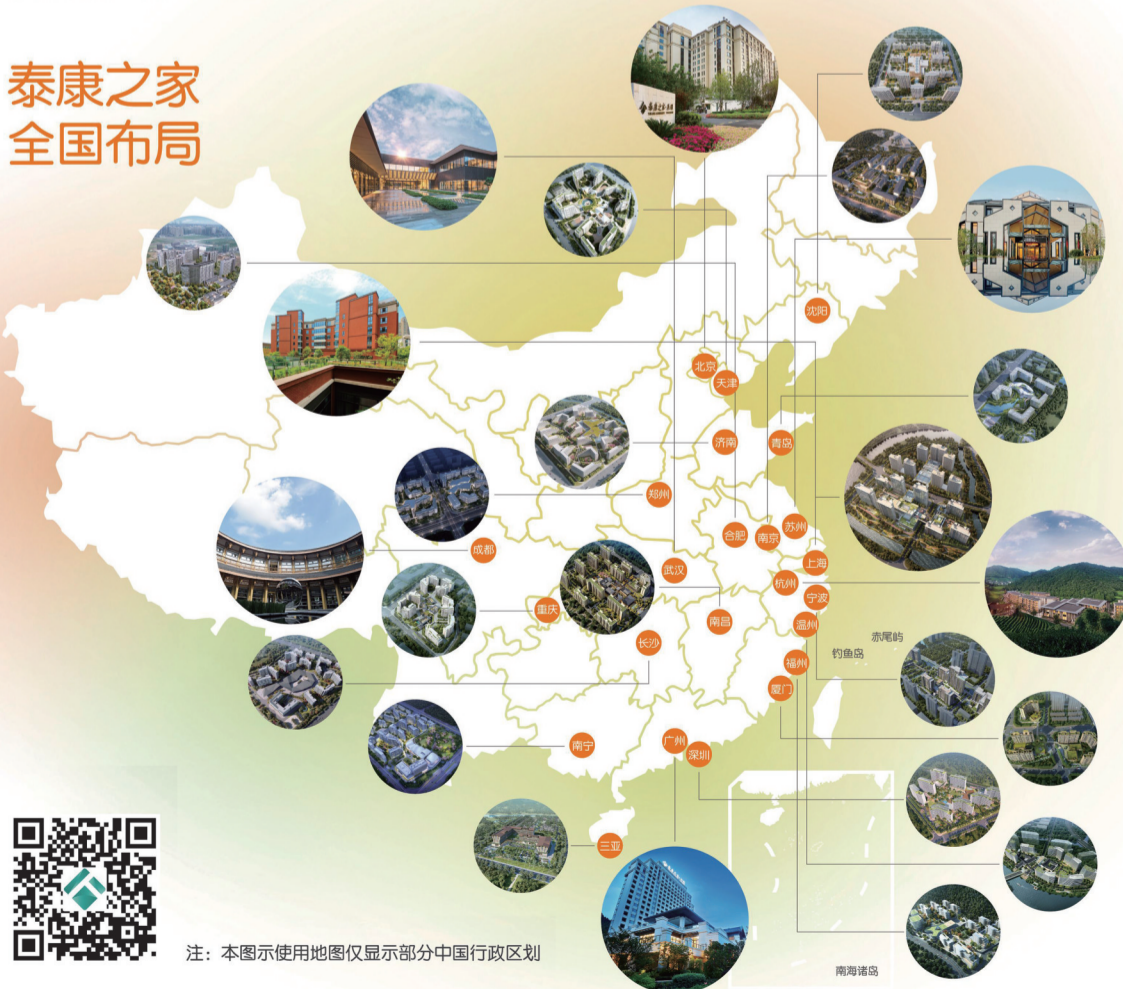 泰康之家
全国布局
沈阳
北京
天津
济南
青岛
郑州
合肥
南京
苏州
成都
武汉
上海
杭州
重庆
宁波
南昌
温州
长沙
赤尾屿
钓鱼岛
福州
厦门
南宁
广州
深圳
三亚
注：本图示使用地图仅显示部分中国行政区划
南海诸岛